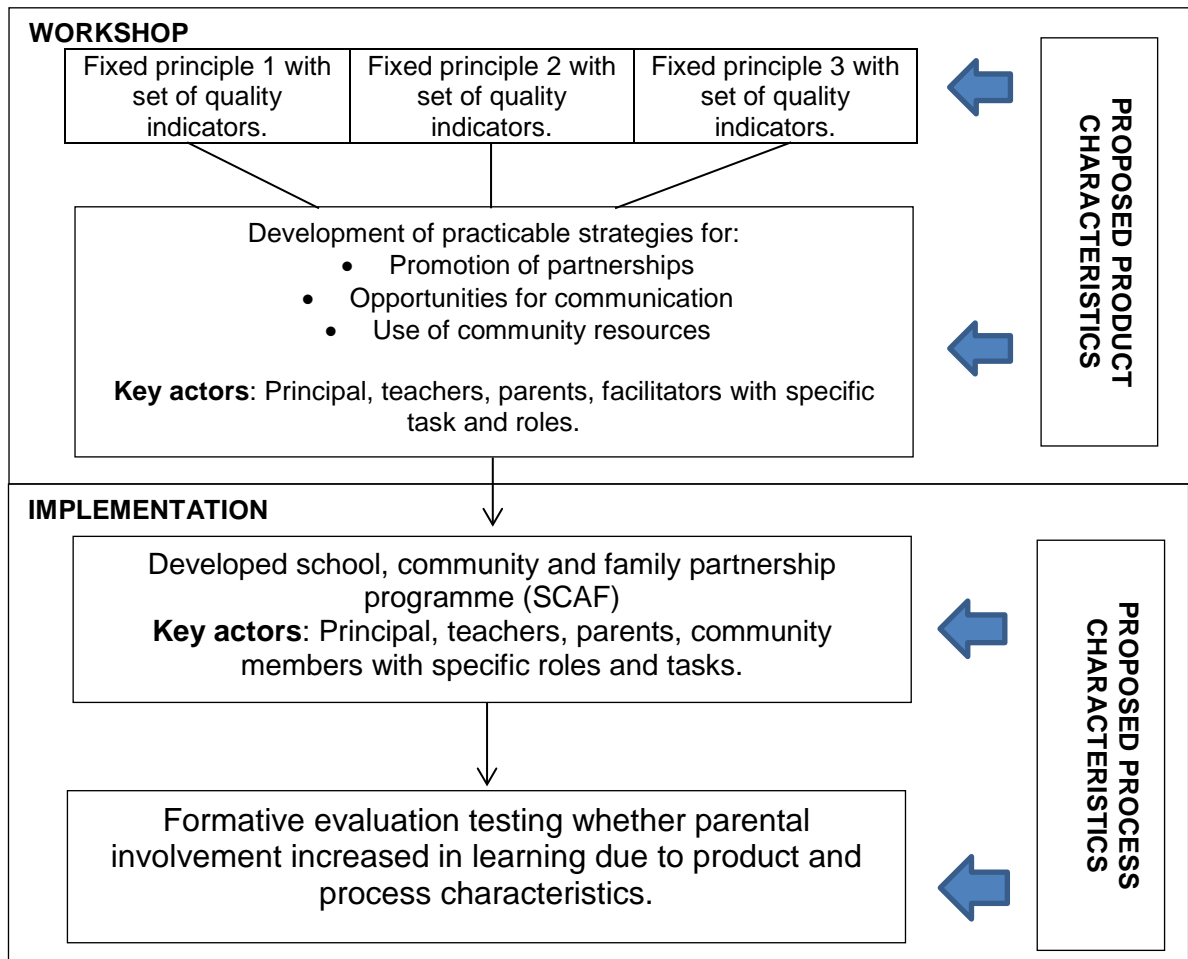 WORKSHOP
Fixed principle 1 with
set of quality
indicators.
Fixed principle 2 with
set of quality
indicators.
Fixed principle 3 with
set of quality
indicators.
Development of practicable strategies for:
• Promotion of partnerships
• Opportunities for communication
• Use of community resources
Key actors: Principal, teachers, parents, facilitators with specific
task and roles.
PROPOSED PRODUCT
CHARACTERISTICS
IMPLEMENTATION
Developed school, community and family partnership
programme (SCAF)
Key actors: Principal, teachers, parents, community
members with specific roles and tasks.
Formative evaluation testing whether parental
involvement increased in learning due to product and
process characteristics.
PROPOSED PROCESS
CHARACTERISTICS